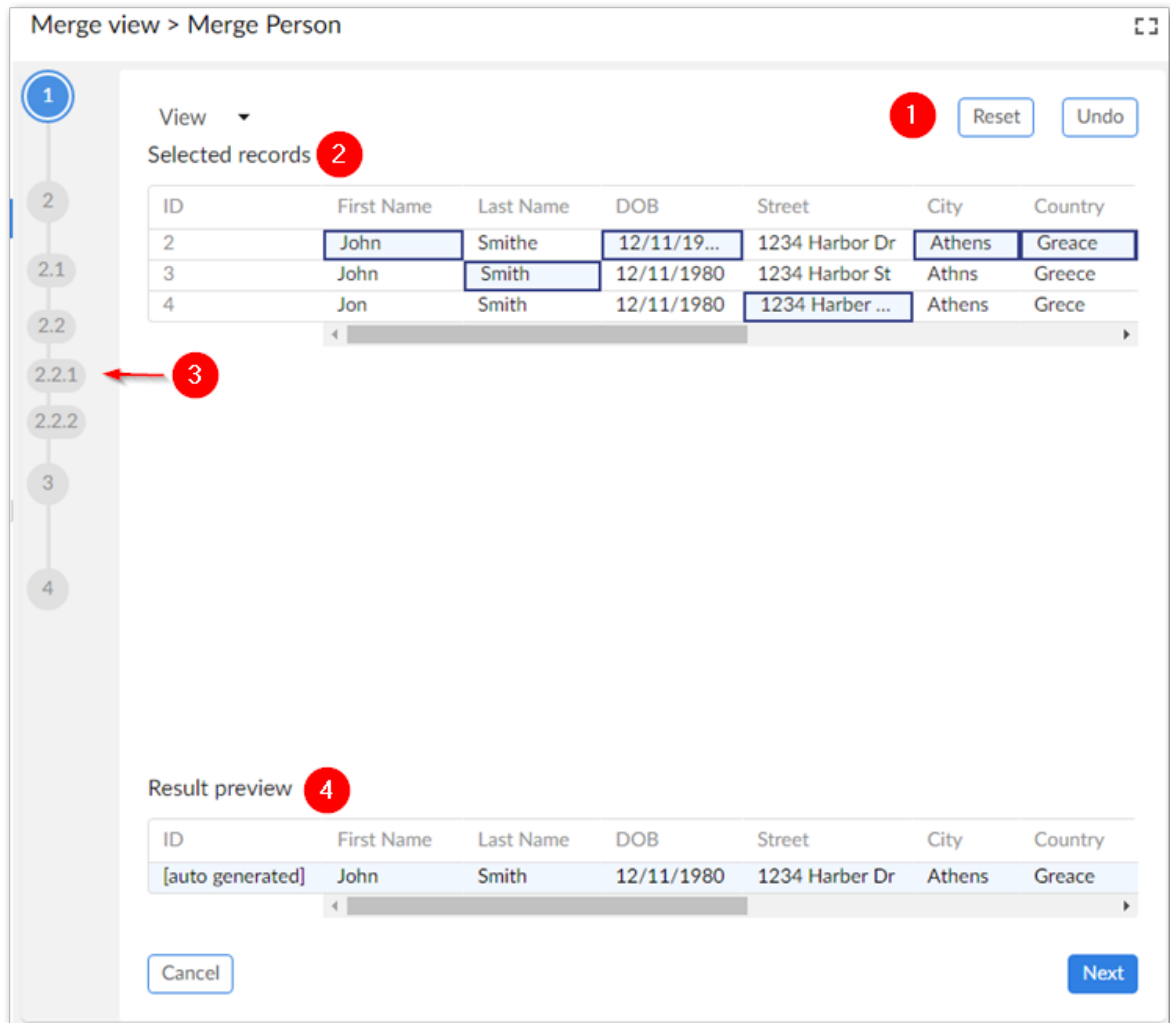 Merge view > Merge Person
1
View 1 Reset Undo
Selected records 2
ID First Name Last Name DOB Street City Country
2
2 John Smithe 12/11/19... 1234 Harbor Dr Athens Greace
2.1
3 John Smith 12/11/1980 1234 Harbor St Athns Greece
4 Jon Smith 12/11/1980 1234 Harber ... Athens Grece
2.2
2.2.1 3
2.2.2
3
4
Result preview 4
ID First Name Last Name DOB Street City Country
[auto generated] John Smith 12/11/1980 1234 Harber Dr Athens Greace
Cancel Next